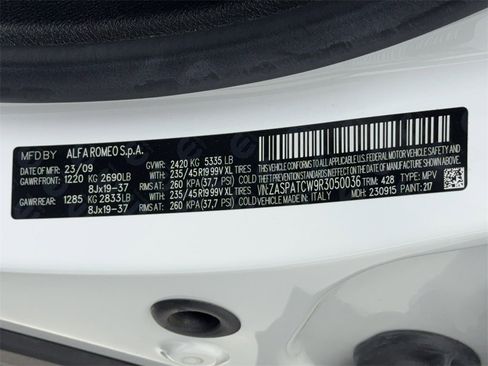 MFD BY ALFA ROMEO S.p.A.
DATE OF MFR: 23/09 GVWR: 2420 KG 5335 LB
GAWR FRONT: 1220 KG 2690LB WITH 235/45R19 99V XL TIRES
8Jx19-37 RIMS AT: 260 KPA (37,7 PSI) COLD
GAWR REAR: 1285 KG 2833LB WITH 235/45R19 99V XL TIRES
8Jx19-37 RIMS AT: 260 KPA (37,7 PSI) COLD
THIS VEHICLE CONFORMS TO ALL APPLICABLE FEDERAL MOTOR VEHICLE SAFETY AND THEFT PREVENTION STANDARDS IN EFFECT ON THE DATE OF MANUFACTURE SHOWN ABOVE.
VIN: ZASPATCW9R3050036 TRIM: 428 TYPE: MPV
MADE IN: ITALY MDH: 230915 PAINT: 217